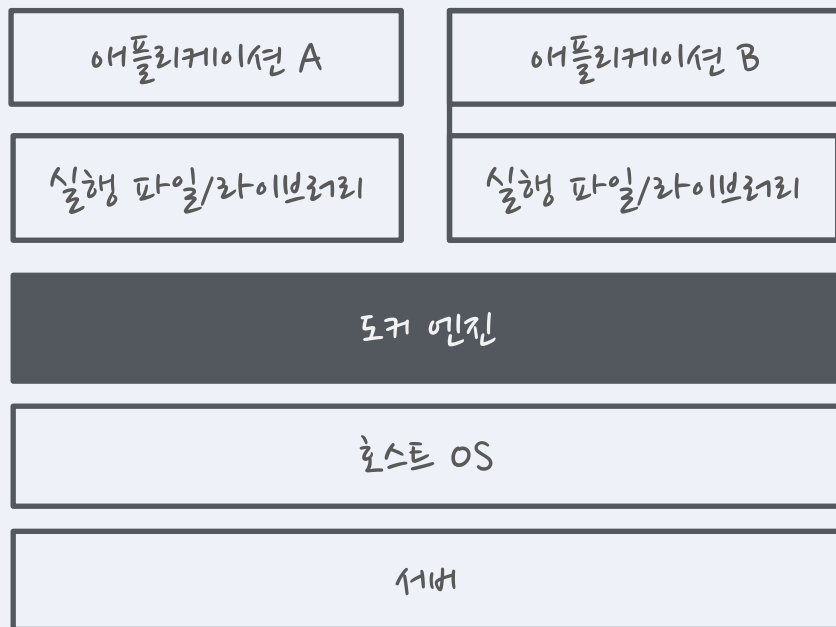 애플리케이션 A
애플리케이션 B
실행 파일/라이브러리
실행 파일/라이브러리
도커 엔진
호스트 OS
서버